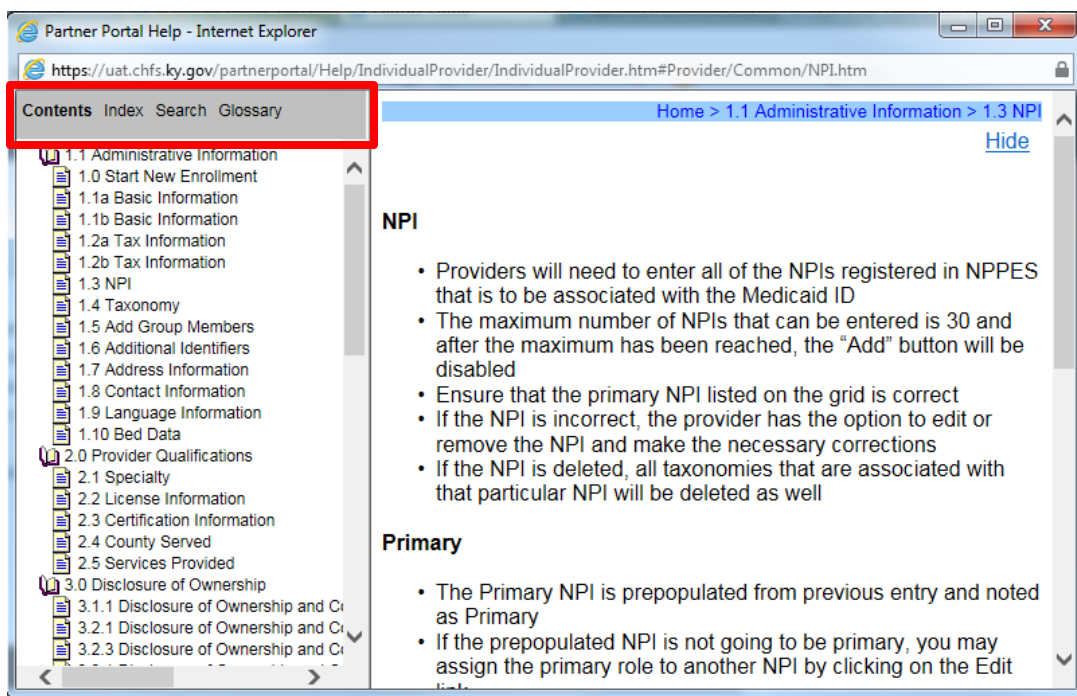 Partner Portal Help - Internet Explorer
https://uat.chfs.ky.gov/partnerportal/Help/IndividualProvider/IndividualProvider.htm#Provider/Common/NPI.htm
Contents Index Search Glossary
1.1 Administrative Information
1.0 Start New Enrollment
1.1a Basic Information
1.1b Basic Information
1.2a Tax Information
1.2b Tax Information
1.3 NPI
1.4 Taxonomy
1.5 Add Group Members
1.6 Additional Identifiers
1.7 Address Information
1.8 Contact Information
1.9 Language Information
1.10 Bed Data
2.0 Provider Qualifications
2.1 Specialty
2.2 License Information
2.3 Certification Information
2.4 County Served
2.5 Services Provided
3.0 Disclosure of Ownership
3.1.1 Disclosure of Ownership and
3.2.1 Disclosure of Ownership and
3.2.3 Disclosure of Ownership and
Home > 1.1 Administrative Information > 1.3 NPI
Hide
NPI
• Providers will need to enter all of the NPIs registered in NPPES
that is to be associated with the Medicaid ID
• The maximum number of NPIs that can be entered is 30 and
after the maximum has been reached, the “Add” button will be
disabled
• Ensure that the primary NPI listed on the grid is correct
• If the NPI is incorrect, the provider has the option to edit or
remove the NPI and make the necessary corrections
• If the NPI is deleted, all taxonomies that are associated with
that particular NPI will be deleted as well
Primary
• The Primary NPI is prepopulated from previous entry and noted
as Primary
• If the prepopulated NPI is not going to be primary, you may
assign the primary role to another NPI by clicking on the Edit